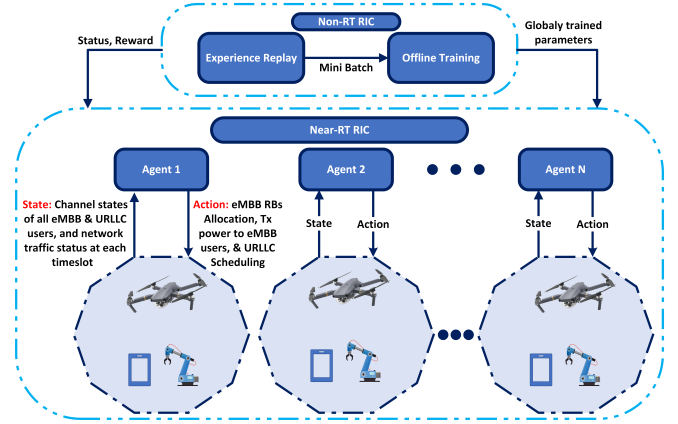 Non-RT RIC
Status, Reward
Globaly trained
parameters
Experience Replay
Mini Batch
Offline Training
Near-RT RIC
Agent 1
Agent 2
Agent N
State: Channel states
of all eMBB & URLLC
users, and network
traffic status at each
timeslot
Action: eMBB RBs
Allocation, Tx
power to eMBB
users, & URLLC
Scheduling
State
Action
State
Action